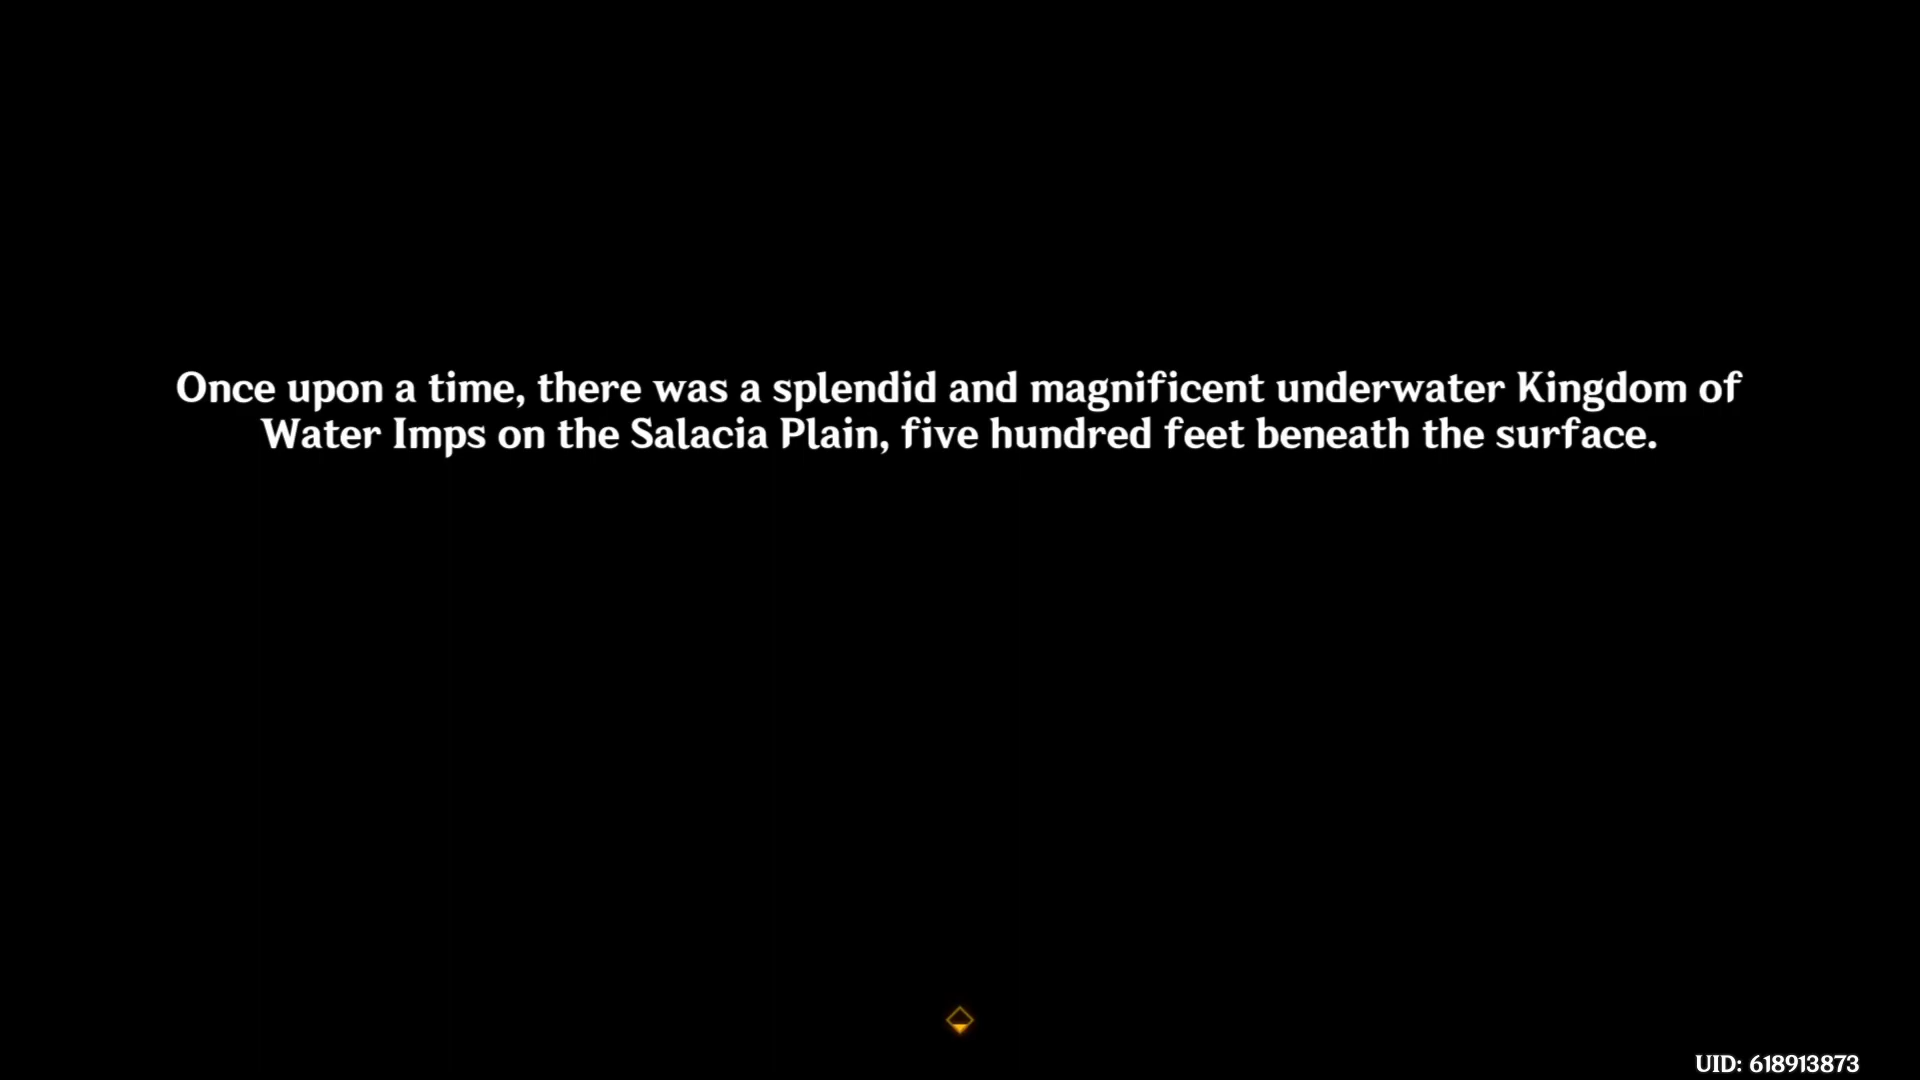 Once upon a time, there was a splendid and magnificent underwater Kingdom of
Water Imps on the Salacia Plain, five hundred feet beneath the surface.
UID: 618913873